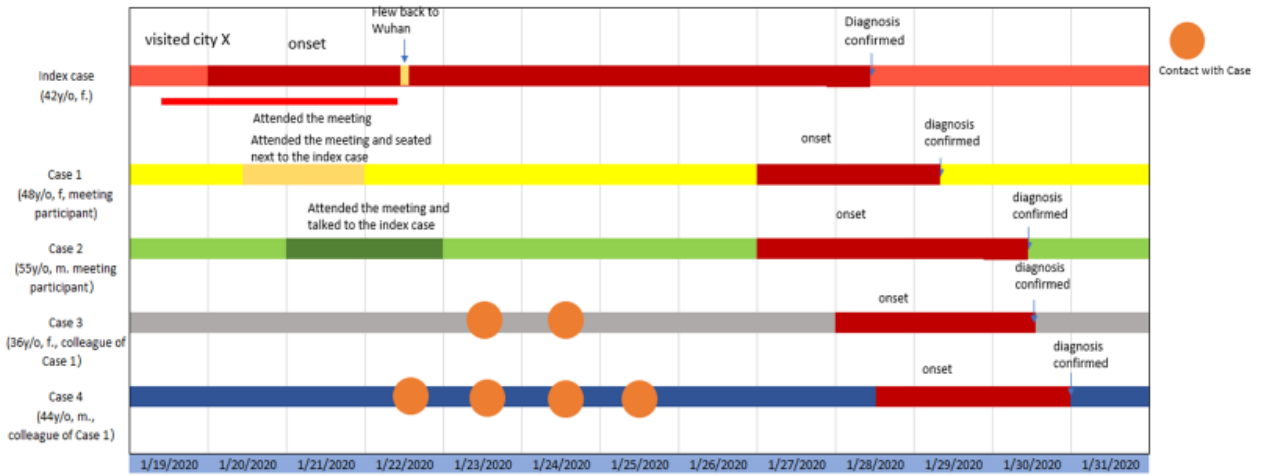 Flew back to
Wuhan
visited city X
onset
Diagnosis
confirmed
Contact with Case
Index case
(42y/o, f.)
Attended the meeting
Attended the meeting and seated
next to the index case
onset
diagnosis
confirmed
Case 1
(48y/o, f, meeting
participant)
Attended the meeting and
talked to the index case
onset
diagnosis
confirmed
Case 2
(55y/o, m. meeting
participant)
diagnosis
confirmed
onset
Case 3
(36y/o, f., colleague of
Case 1)
diagnosis
confirmed
onset
Case 4
(44y/o, m.,
colleague of Case 1)
1/19/2020 1/20/2020 1/21/2020 1/22/2020 1/23/2020 1/24/2020 1/25/2020 1/26/2020 1/27/2020 1/28/2020 1/29/2020 1/30/2020 1/31/2020